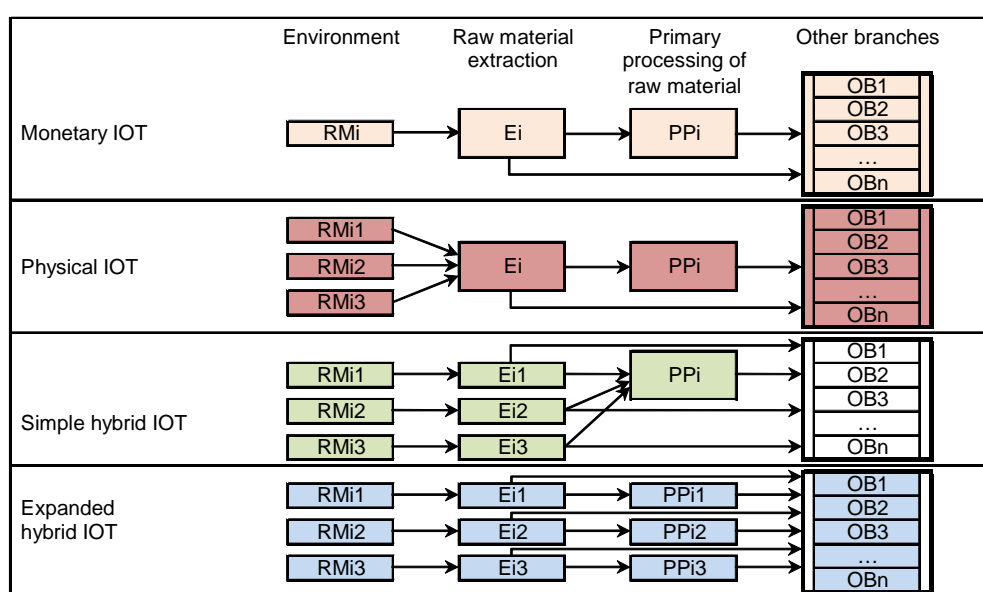 Environment
Raw material
extraction
Primary
processing of
raw material
Other branches
Monetary IOT
RMi
Ei
PPi
OB1
OB2
OB3
...
OBn
Physical IOT
RMi1
RMi2
RMi3
Ei
PPi
OB1
OB2
OB3
...
OBn
Simple hybrid IOT
RMi1
RMi2
RMi3
Ei1
Ei2
Ei3
PPi
OB1
OB2
OB3
...
OBn
Expanded
hybrid IOT
RMi1
RMi2
RMi3
Ei1
Ei2
Ei3
PPi1
PPi2
PPi3
OB1
OB2
OB3
...
OBn